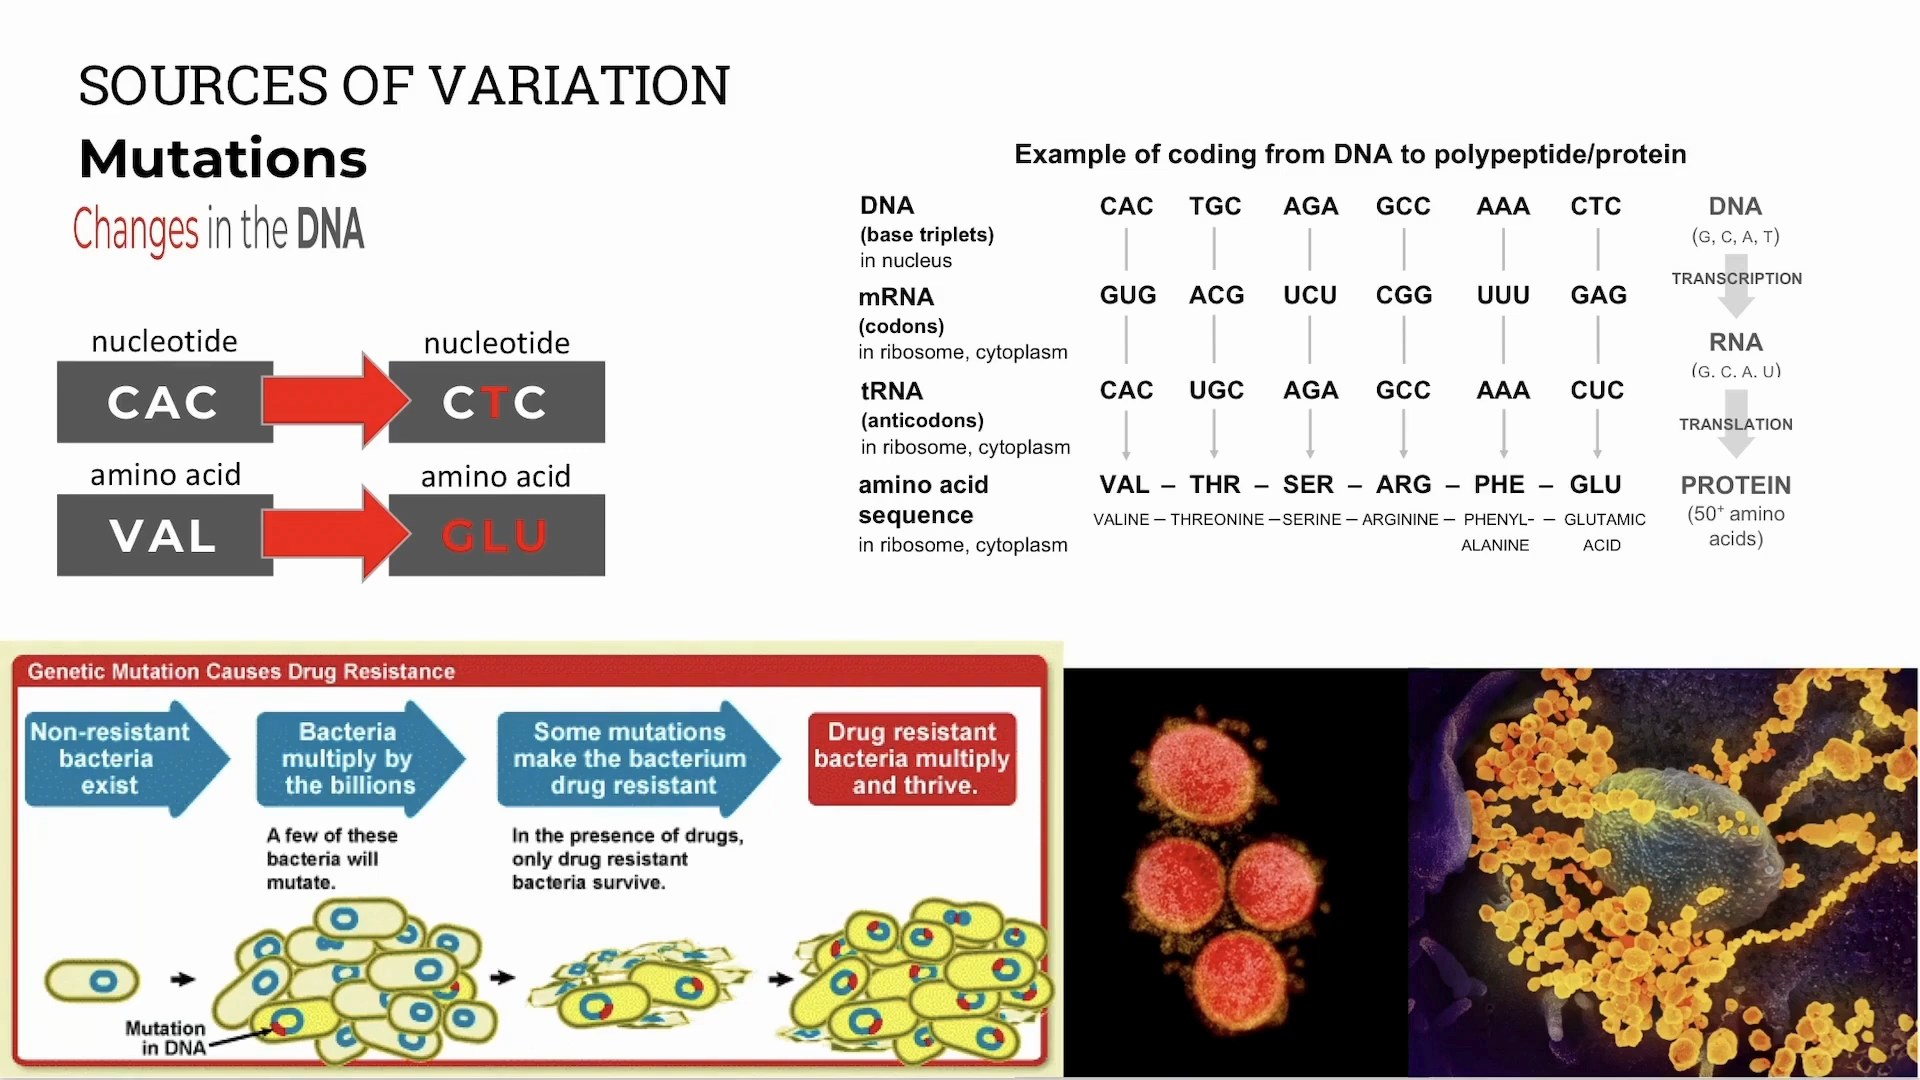 SOURCES OF VARIATION
Mutations
Changes in the DNA
nucleotide nucleotide
CAC CTC
amino acid amino acid
VAL GLU
Example of coding from DNA to polypeptide/protein
DNA CAC TGC AGA GCC AAA CTC DNA
(base triplets) (G, C, A, T)
in nucleus
TRANSCRIPTION
mRNA GUG ACG UCU CGG UUU GAG
(codons)
in ribosome, cytoplasm
RNA
(G, C, A, U)
tRNA CAC UGC AGA GCC AAA CUC
(anticodons)
in ribosome, cytoplasm
TRANSLATION
amino acid VAL – THR – SER – ARG – PHE – GLU PROTEIN
sequence VALINE – THREONINE – SERINE – ARGININE – PHENYL- – GLUTAMIC (50+ amino
in ribosome, cytoplasm ALANINE ACID acids)
Genetic Mutation Causes Drug Resistance
Non-resistant
bacteria
exist
Bacteria
multiply by
the billions
Some mutations
make the bacterium
drug resistant
Drug resistant
bacteria multiply
and thrive.
A few of these
bacteria will
mutate.
In the presence of drugs,
only drug resistant
bacteria survive.
Mutation
in DNA